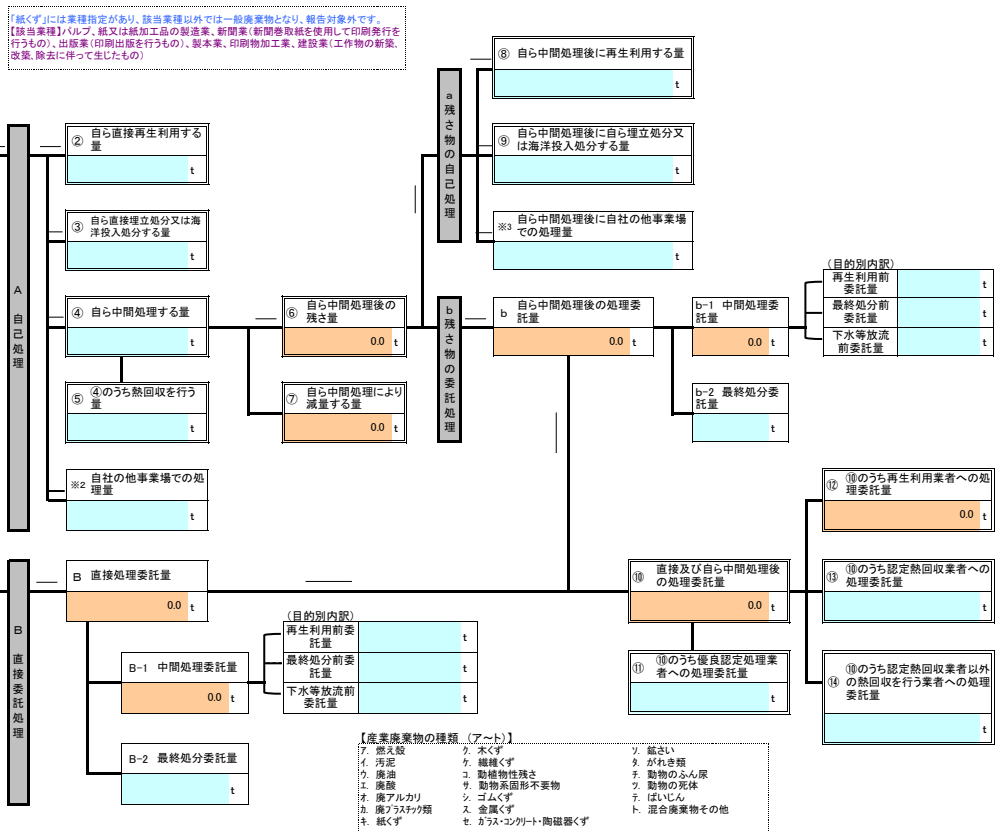 「紙くず」には業種指定があり、該当業種以外では一般廃棄物となり、報告対象外です。
【該当業種】パルプ、紙又は紙加工品の製造業、新聞業(新聞巻取紙を使用して印刷発行を
行うもの)、出版業(印刷出版を行うもの)、製本業、印刷物加工業、建設業(工作物の新築、
改築、除去に伴って生じたもの)
A 自己処理
② 自ら直接再生利用する
量
t
③ 自ら直接埋立処分又は海
洋投入処分する量
t
④ 自ら中間処理する量
t
⑤ ④のうち熱回収を行う
量
t
※2 自社の他事業場での処
理量
t
⑥ 自ら中間処理後の
残さ量
0.0 t
⑦ 自ら中間処理により
減量する量
0.0 t
a 残さ物の自己処理
⑧ 自ら中間処理後に再生利用する量
t
⑨ 自ら中間処理後に自ら埋立処分又
は海洋投入処分する量
t
※3 自ら中間処理後に自社の他事業場
での処理量
t
b 残さ物の委託処理
b 自ら中間処理後の処理委
託量
0.0 t
b-1 中間処理委
託量
0.0 t
(目的別内訳)
再生利用前
委託量
t
最終処分前
委託量
t
下水等放流
前委託量
t
b-2 最終処分委
託量
t
B 直接委託処理
B 直接処理委託量
0.0 t
B-1 中間処理委託量
0.0 t
(目的別内訳)
再生利用前委
託量
t
最終処分前委
託量
t
下水等放流前
委託量
t
B-2 最終処分委託量
t
⑩ 直接及び自ら中間処理後
の処理委託量
0.0 t
⑪ ⑩のうち優良認定処理業
者への処理委託量
t
⑫ ⑩のうち再生利用業者への処
理委託量
0.0 t
⑬ ⑩のうち認定熱回収業者への
処理委託量
t
⑭ ⑩のうち認定熱回収業者以外
の熱回収を行う業者への処理
委託量
t
【産業廃棄物の種類 (ア~ト)】
ア. 燃え殻
イ. 汚泥
ウ. 廃油
エ. 廃酸
オ. 廃アルカリ
カ. 廃プラスチック類
キ. 紙くず
ク. 木くず
ケ. 繊維くず
コ. 動植物性残さ
サ. 動物系固形不要物
シ. ゴムくず
ス. 金属くず
セ. ガラス・コンクリート・陶磁器くず
ソ. 鉱さい
タ. がれき類
チ. 動物のふん尿
ツ. 動物の死体
テ. ばいじん
ト. 混合廃棄物その他